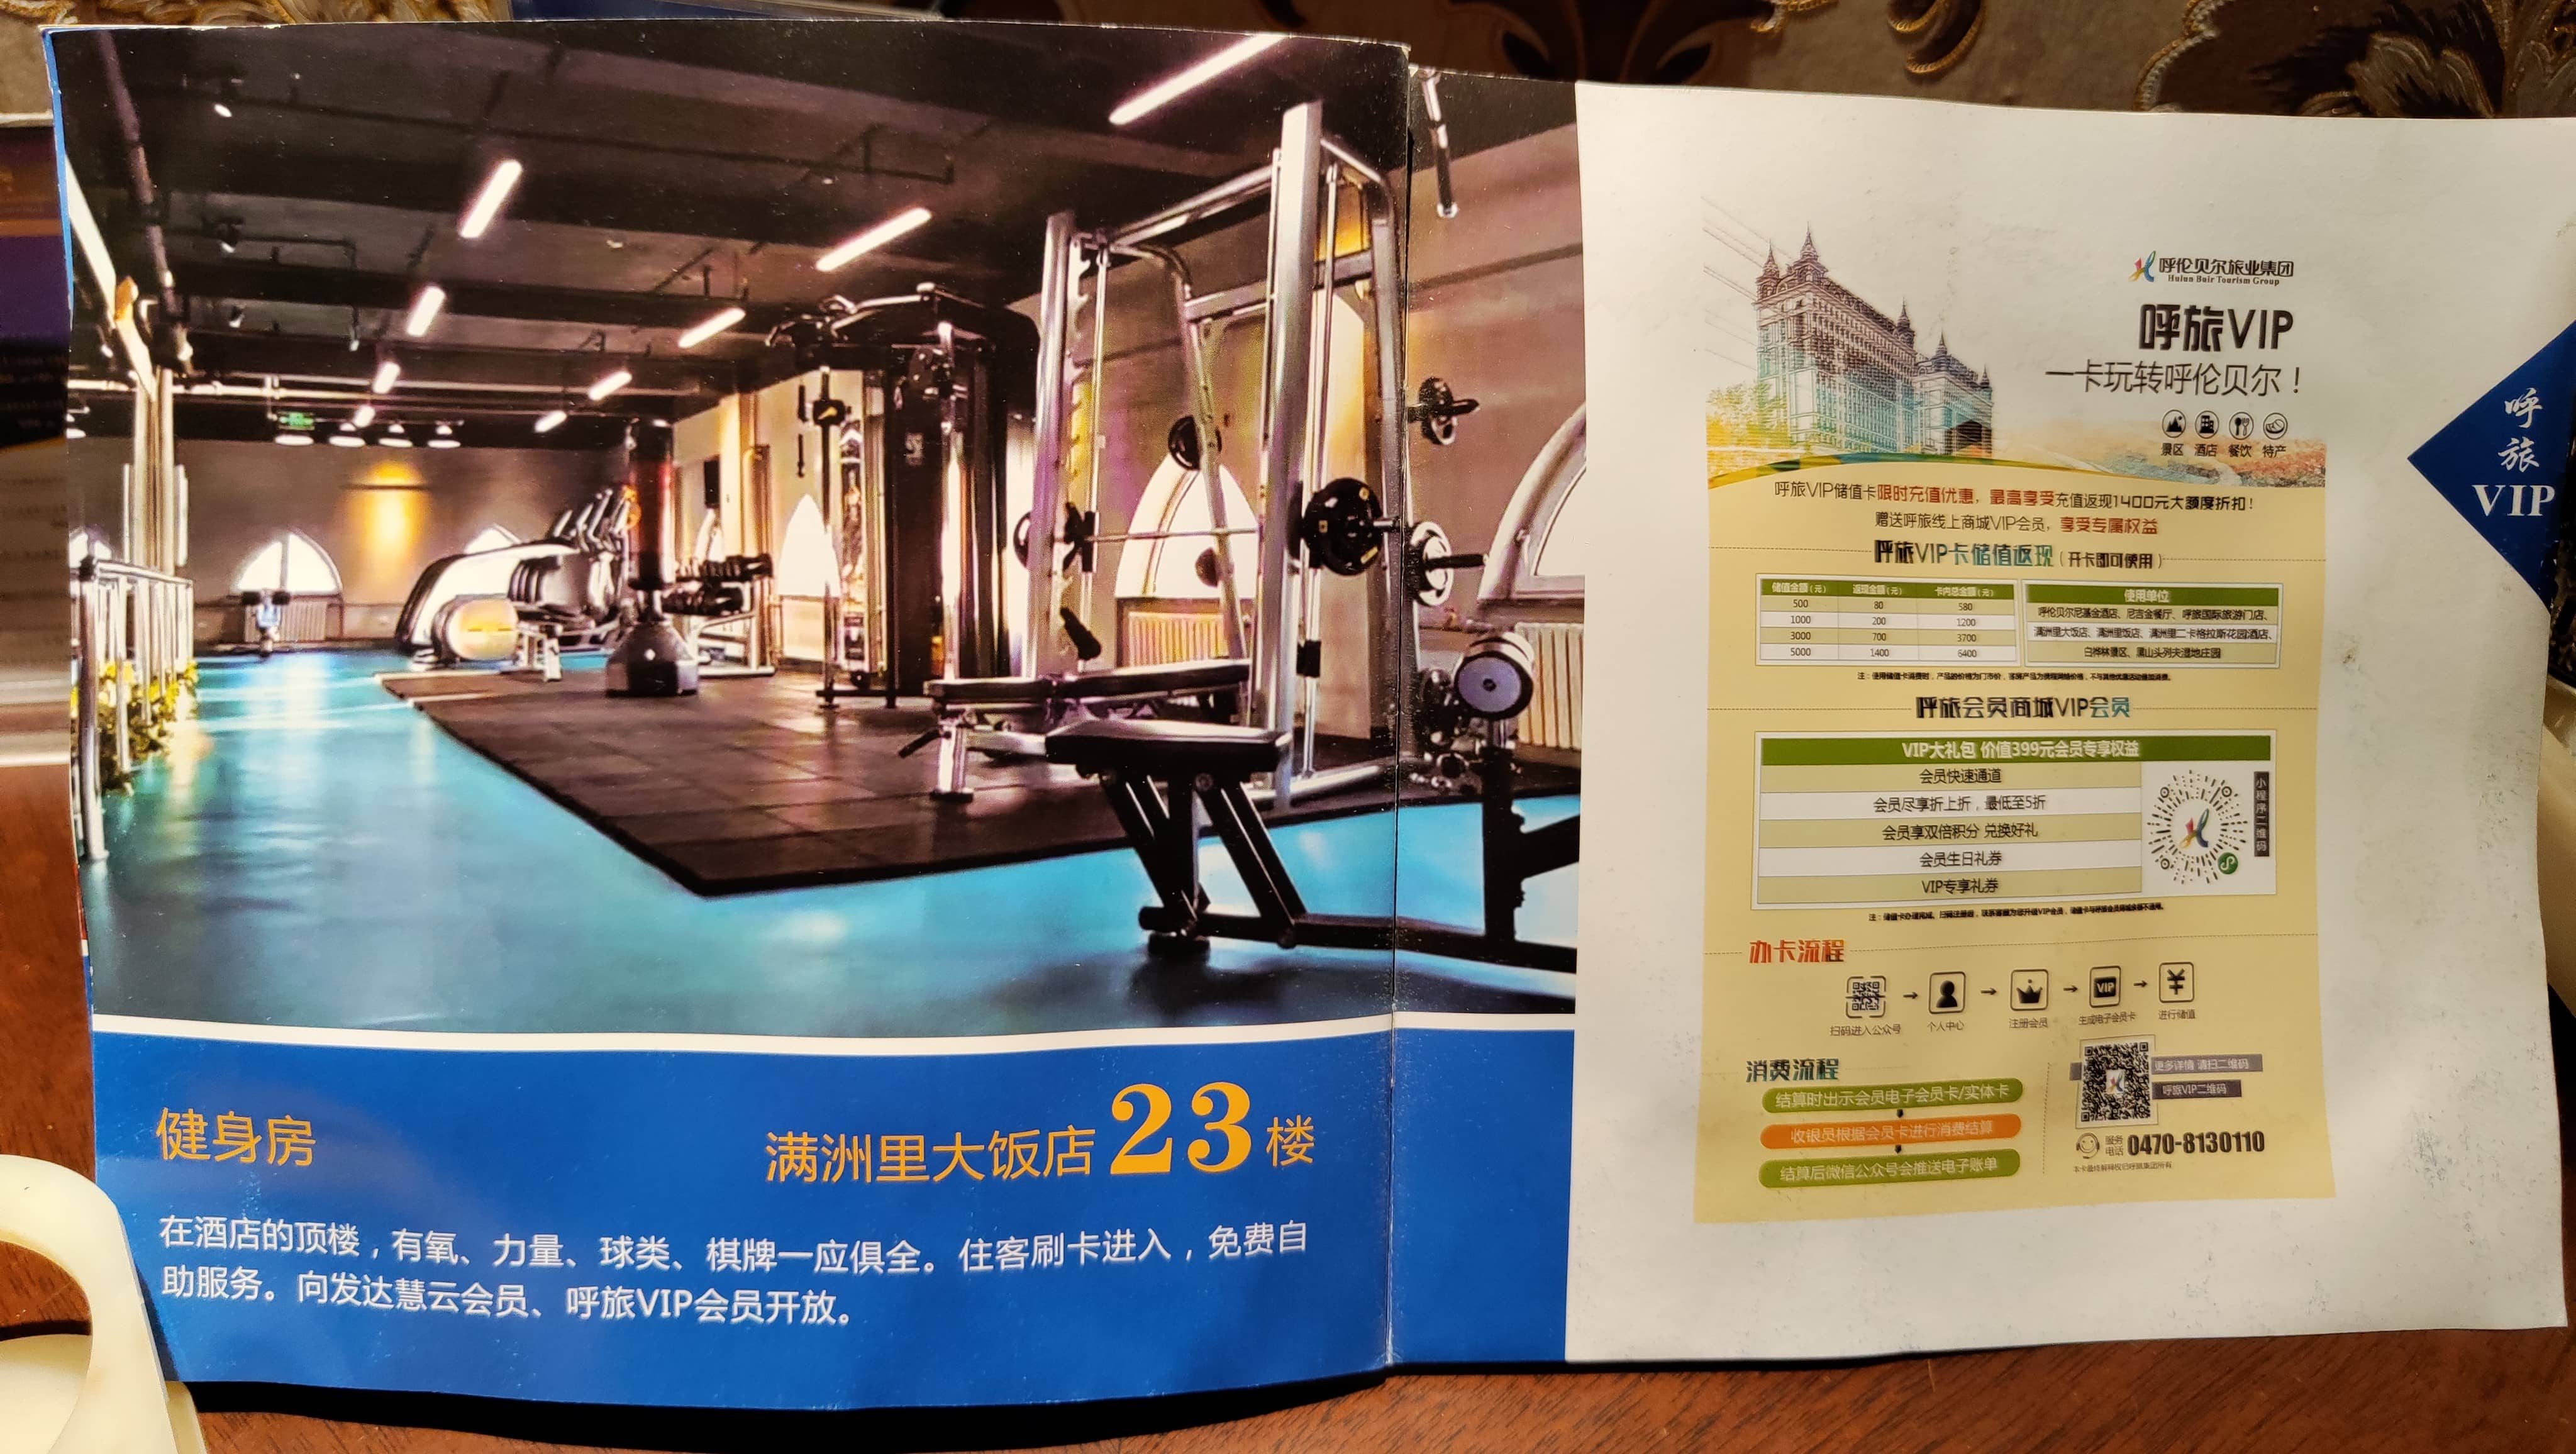 健身房
满洲里大饭店23楼
在酒店的顶楼，有氧、力量、球类、棋牌一应俱全。住客刷卡进入，免费自
助服务。向发达慧云会员、呼旅VIP会员开放。
呼伦贝尔旅业集团
Hulun Buir Tourism Group
呼旅VIP
一卡玩转呼伦贝尔！
景区 酒店 餐饮 特产
呼旅VIP储值卡限时充值优惠，最高享受充值返现1400元大额度折扣！
赠送呼旅线上商城VIP会员，享受专属权益
呼旅VIP卡储值返现（开卡即可使用）
储值金额（元） 返现金额（元） 卡内总金额（元）
500 80 580
1000 200 1200
3000 700 3700
5000 1400 6400
使用单位
呼伦贝尔尼基金酒店、尼吉金餐厅、呼旅国际旅游门店、
满洲里大饭店、满洲里饭店、满洲里二卡格拉斯花园酒店、
白桦林景区、黑山头列夫湿地庄园
呼旅会员商城VIP会员
VIP大礼包 价值399元会员专享权益
会员快速通道
会员尽享折上折，最低至5折
会员享双倍积分 兑换好礼
会员生日礼券
VIP专享礼券
小程序二维码
办卡流程
扫码进入公众号
个人中心
注册会员
VIP
生成电子会员卡
进行储值
消费流程
结算时出示会员电子会员卡/实体卡
收银员根据会员卡进行消费结算
结算后微信公众号会推送电子账单
更多详情 请扫二维码
呼旅VIP二维码
服务
电话 0470-8130110
本卡最终解释权归呼旅集团所有
呼
旅
VIP